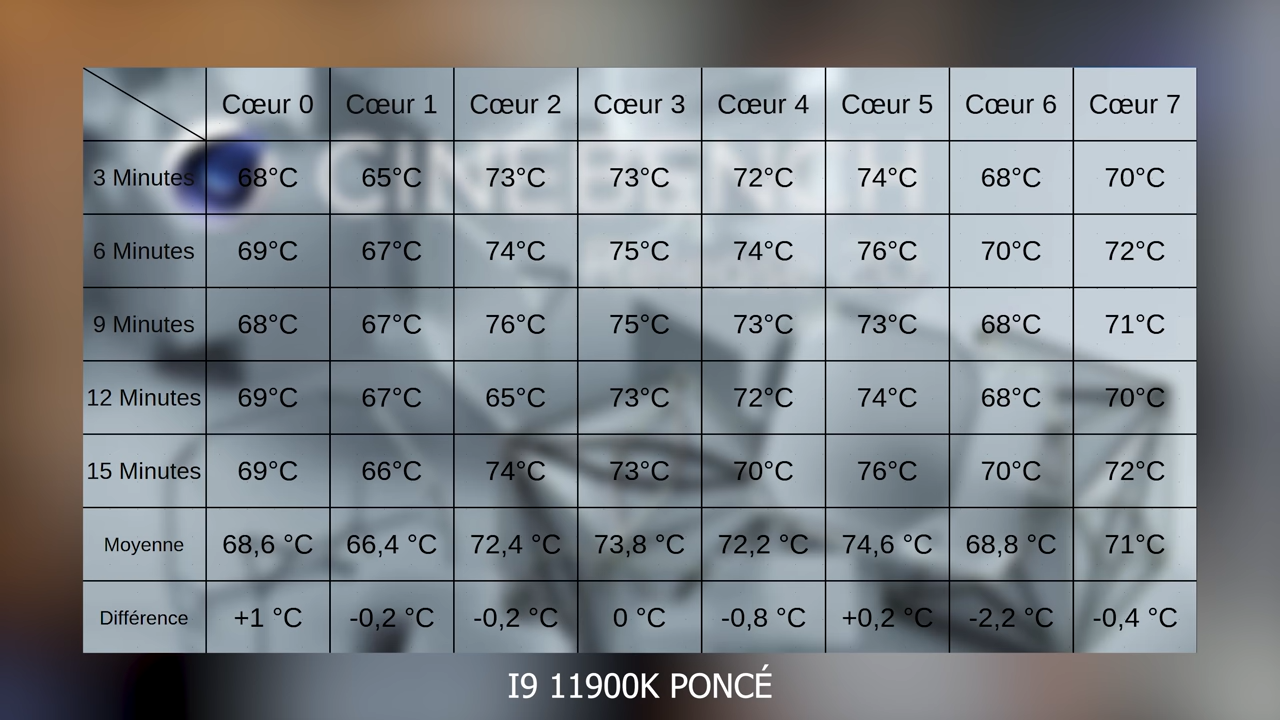 Cœur 0 Cœur 1 Cœur 2 Cœur 3 Cœur 4 Cœur 5 Cœur 6 Cœur 7
3 Minutes 68°C 65°C 73°C 73°C 72°C 74°C 68°C 70°C
6 Minutes 69°C 67°C 74°C 75°C 74°C 76°C 70°C 72°C
9 Minutes 68°C 67°C 76°C 75°C 73°C 73°C 68°C 71°C
12 Minutes 69°C 67°C 65°C 73°C 72°C 74°C 68°C 70°C
15 Minutes 69°C 66°C 74°C 73°C 70°C 76°C 70°C 72°C
Moyenne 68,6 °C 66,4 °C 72,4 °C 73,8 °C 72,2 °C 74,6 °C 68,8 °C 71°C
Différence +1 °C -0,2 °C -0,2 °C 0 °C -0,8 °C +0,2 °C -2,2 °C -0,4 °C
CINEBENCH
I9 11900K PONCÉ